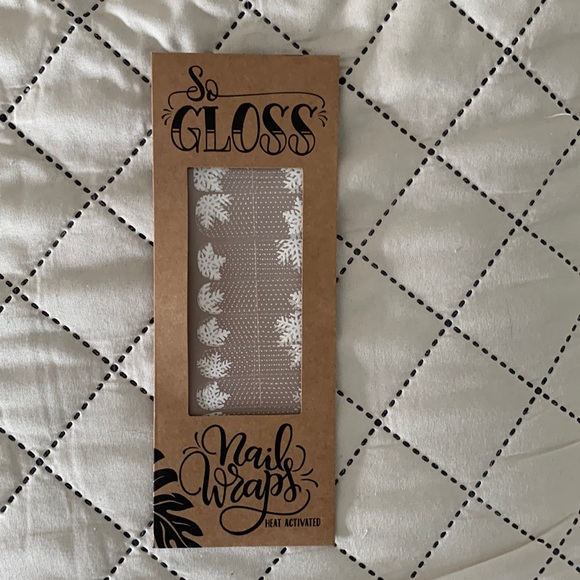 So
GLOSS
Nail
Wraps
HEAT ACTIVATED